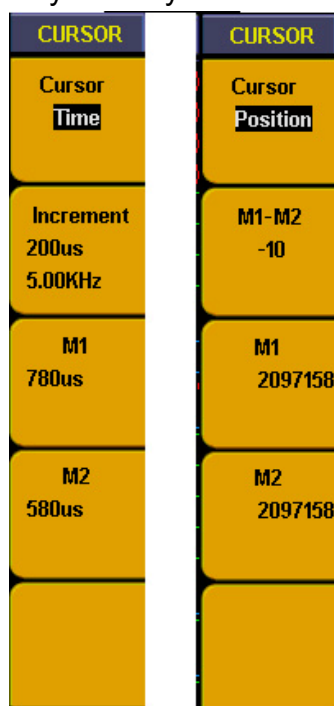 CURSOR
Cursor
Time
Increment
200us
5.00KHz
M1
780us
M2
580us
CURSOR
Cursor
Position
M1-M2
-10
M1
2097158
M2
2097158